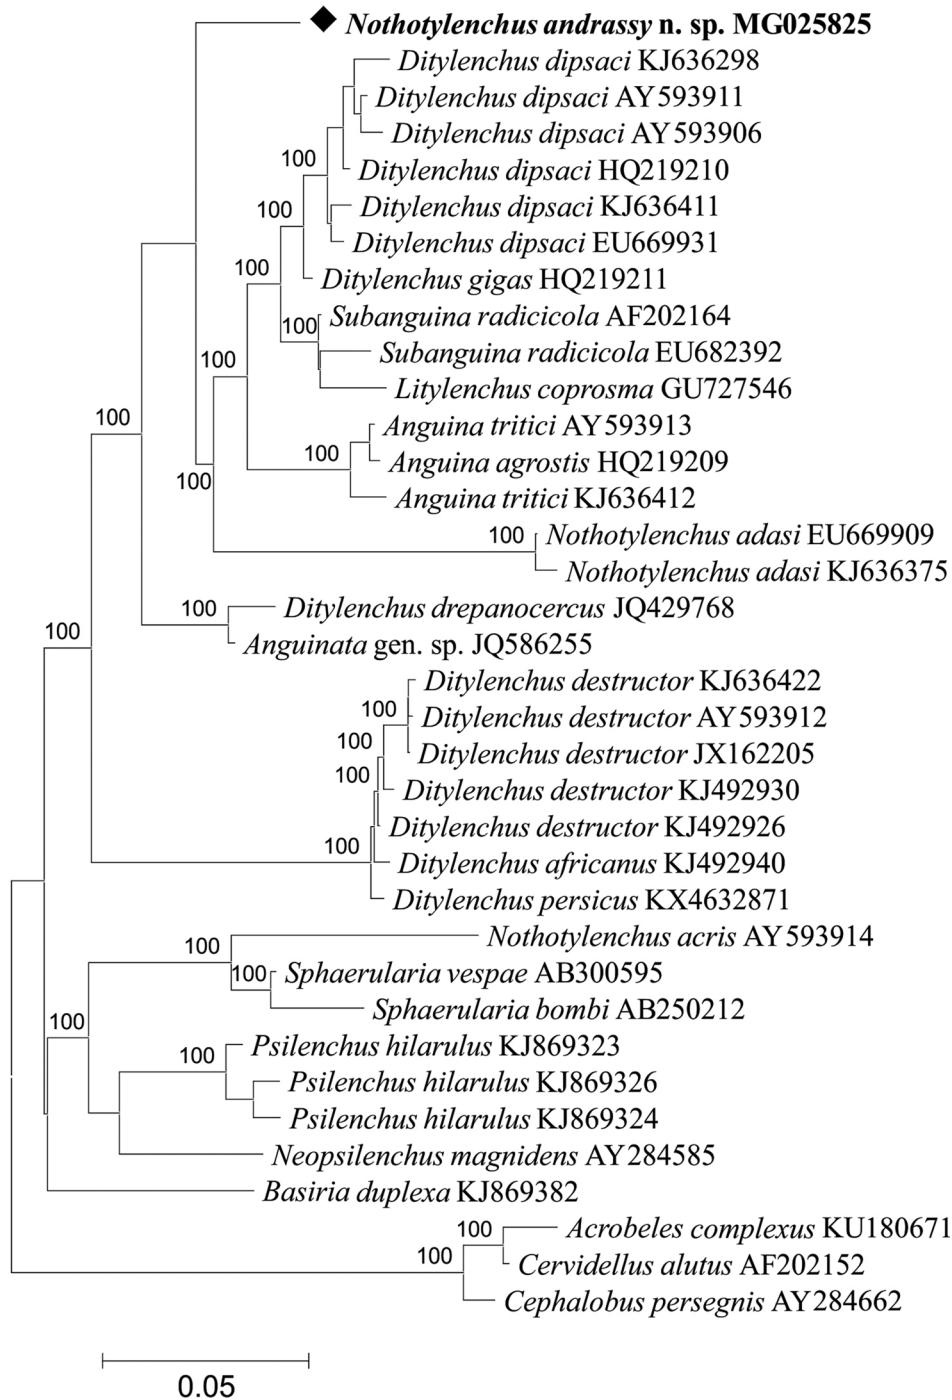 Nothotylenchus andrassy n. sp. MG025825
Ditylenchus dipsaci KJ636298
Ditylenchus dipsaci AY593911
Ditylenchus dipsaci AY593906
100
Ditylenchus dipsaci HQ219210
100
Ditylenchus dipsaci KJ636411
Ditylenchus dipsaci EU669931
100
Ditylenchus gigas HQ219211
100
Subanguina radicicola AF202164
100
Subanguina radicicola EU682392
Litylenchus coprosma GU727546
100
Anguina tritici AY593913
100
Anguina agrostis HQ219209
100
Anguina tritici KJ636412
100
Nothotylenchus adasi EU669909
Nothotylenchus adasi KJ636375
100
Ditylenchus drepanocercus JQ429768
100
Anguinata gen. sp. JQ586255
Ditylenchus destructor KJ636422
100
Ditylenchus destructor AY593912
100
Ditylenchus destructor JX162205
100
Ditylenchus destructor KJ492930
Ditylenchus destructor KJ492926
100
Ditylenchus africanus KJ492940
Ditylenchus persicus KX4632871
Nothotylenchus acris AY593914
100
100
Sphaerularia vespae AB300595
Sphaerularia bombi AB250212
100
Psilenchus hilarulus KJ869323
100
Psilenchus hilarulus KJ869326
Psilenchus hilarulus KJ869324
Neopsilenchus magnidens AY284585
Basiria duplexa KJ869382
100
Acrobeles complexus KU180671
100
Cervidellus alutus AF202152
Cephalobus persegnis AY284662
0.05